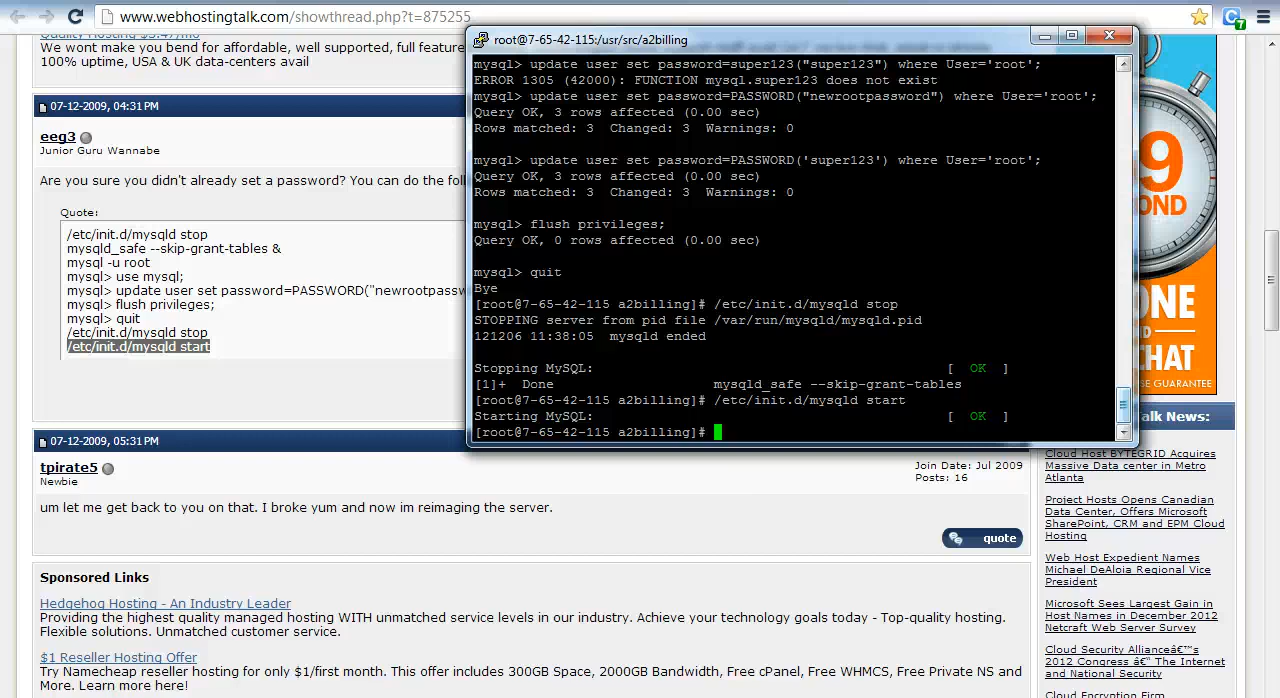 www.webhostingtalk.com/showthread.php?t=875255
7
Quality Hosting $3.47/mo
We wont make you bend for affordable, well supported, full feature
100% uptime, USA & UK data-centers avail
07-12-2009, 04:31 PM
eeg3
Junior Guru Wannabe
Are you sure you didn't already set a password? You can do the foll
Quote:
/etc/init.d/mysqld stop
mysqld_safe --skip-grant-tables &
mysql -u root
mysql> use mysql;
mysql> update user set password=PASSWORD("newrootpassw
mysql> flush privileges;
mysql> quit
/etc/init.d/mysqld stop
/etc/init.d/mysqld start
root@7-05-42-115:/usr/src/a2billing
mysql> update user set password=super123("super123") where User='root';
ERROR 1305 (42000): FUNCTION mysql.super123 does not exist
mysql> update user set password=PASSWORD("newrootpassword") where User='root';
Query OK, 3 rows affected (0.00 sec)
Rows matched: 3  Changed: 3  Warnings: 0
mysql> update user set password=PASSWORD('super123') where User='root';
Query OK, 3 rows affected (0.00 sec)
Rows matched: 3  Changed: 3  Warnings: 0
mysql> flush privileges;
Query OK, 0 rows affected (0.00 sec)
mysql> quit
Bye
[root@7-65-42-115 a2billing]# /etc/init.d/mysqld stop
STOPPING server from pid file /var/run/mysqld/mysqld.pid
121206 11:38:05  mysqld ended
Stopping MySQL: [  OK  ]
[1]+  Done mysqld_safe --skip-grant-tables
[root@7-65-42-115 a2billing]# /etc/init.d/mysqld start
Starting MySQL: [  OK  ]
[root@7-65-42-115 a2billing]#
9
OND
ONE
CHAT
SE GUARANTEE
07-12-2009, 05:31 PM
tpirate5
Newbie
Join Date: Jul 2009
Posts: 16
um let me get back to you on that. I broke yum and now im reimaging the server.
quote
Sponsored Links
Hedgehog Hosting - An Industry Leader
Providing the highest quality managed hosting WITH unmatched service levels in our industry. Achieve your technology goals today - Top-quality hosting.
Flexible solutions. Unmatched customer service.
$1 Reseller Hosting Offer
Try Namecheap reseller hosting for only $1/first month. This offer includes 300GB Space, 2000GB Bandwidth, Free cPanel, Free WHMCS, Free Private NS and
More. Learn more here!
alk News:
Cloud Host BYTEGRID Acquires
Massive Data center in Metro
Atlanta
Project Hosts Opens Canadian
Data Center, Offers Microsoft
SharePoint, CRM and EPM Cloud
Hosting
Web Host Expedient Names
Michael DeAloia Regional Vice
President
Microsoft Sees Largest Gain in
Host Names in December 2012
Netcraft Web Server Survey
Cloud Security Allianceâ€™s
2012 Congress â€" The Internet
and National Security
Cloud Encryption Firm